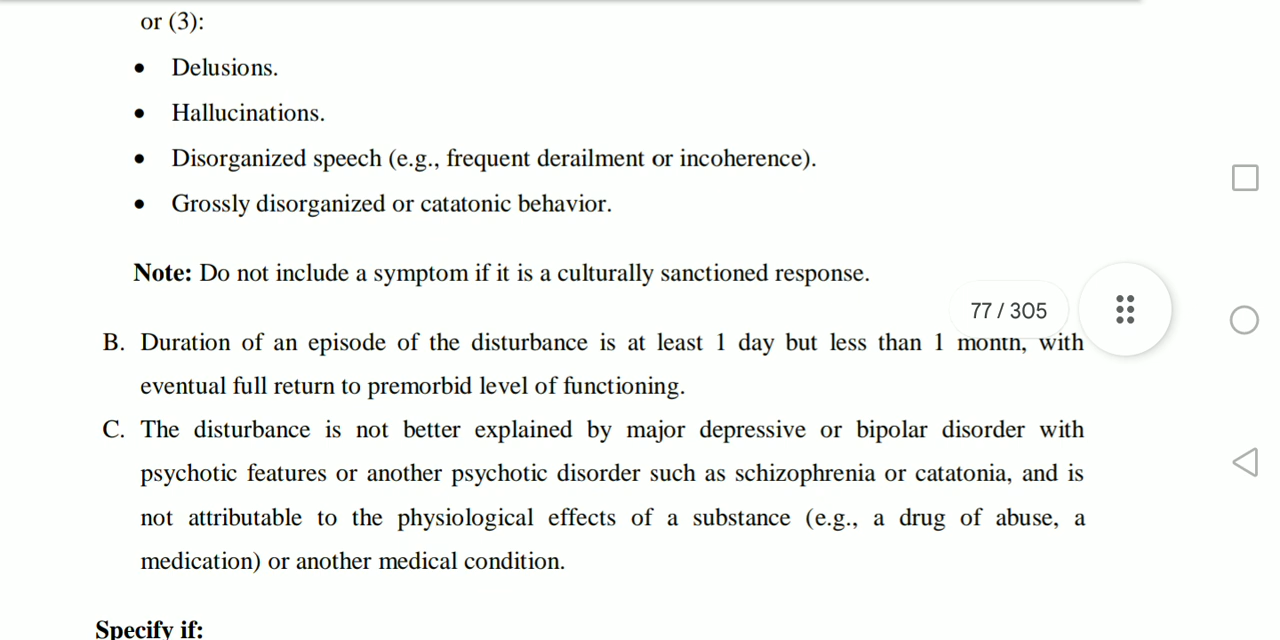 or (3):
• Delusions.
• Hallucinations.
• Disorganized speech (e.g., frequent derailment or incoherence).
• Grossly disorganized or catatonic behavior.
Note: Do not include a symptom if it is a culturally sanctioned response.
77 / 305
B. Duration of an episode of the disturbance is at least 1 day but less than 1 month, with
eventual full return to premorbid level of functioning.
C. The disturbance is not better explained by major depressive or bipolar disorder with
psychotic features or another psychotic disorder such as schizophrenia or catatonia, and is
not attributable to the physiological effects of a substance (e.g., a drug of abuse, a
medication) or another medical condition.
Specify if: